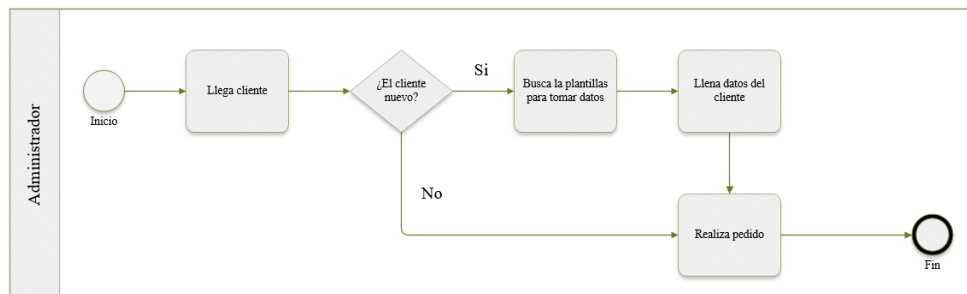 Administrador
Inicio
Llega cliente
¿El cliente
nuevo?
Si
Busca la plantillas
para tomar datos
Llena datos del
cliente
No
Realiza pedido
Fin